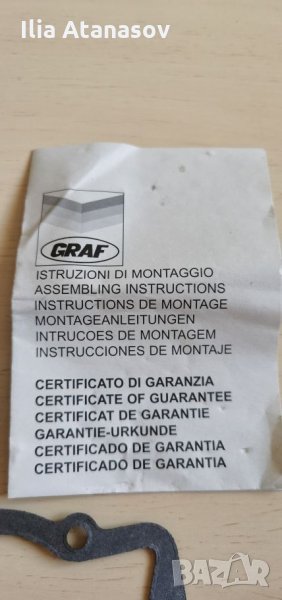 Ilia Atanasov
GRAF
ISTRUZIONI DI MONTAGGIO
ASSEMBLING INSTRUCTIONS
INSTRUCTIONS DE MONTAGE
MONTAGEANLEITUNGEN
INTRUCOES DE MONTAGEM
INSTRUCCIONES DE MONTAJE
CERTIFICATO DI GARANZIA
CERTIFICATE OF GUARANTEE
CERTIFICAT DE GARANTIE
GARANTIE-URKUNDE
CERTIFICADO DE GARANTIA
CERTIFICADO DE GARANTIA
BAZAR